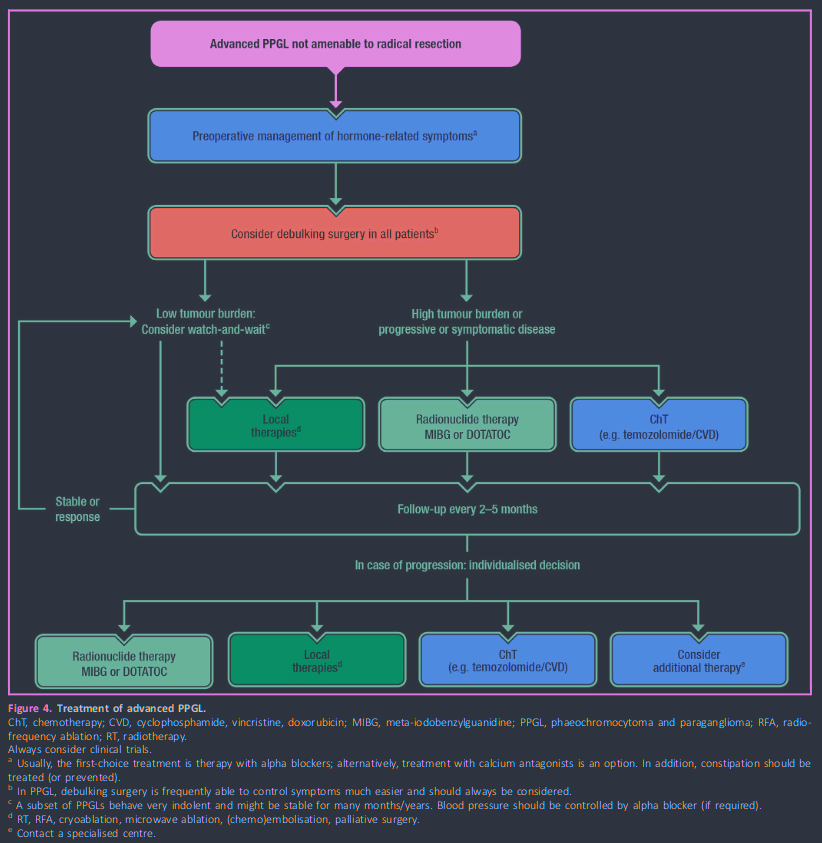 Advanced PPGL not amenable to radical resection
Preoperative management of hormone-related symptomsa
Consider debulking surgery in all patientsb
Low tumour burden:
Consider watch-and-waitc
High tumour burden or
progressive or symptomatic disease
Local
therapiesd
Radionuclide therapy
MIBG or DOTATOC
ChT
(e.g. temozolomide/CVD)
Stable or
response
Follow-up every 2–5 months
In case of progression: individualised decision
Radionuclide therapy
MIBG or DOTATOC
Local
therapiesd
ChT
(e.g. temozolomide/CVD)
Consider
additional therapye
Figure 4. Treatment of advanced PPGL.
ChT, chemotherapy; CVD, cyclophosphamide, vincristine, doxorubicin; MIBG, meta-iodobenzylguanidine; PPGL, phaeochromocytoma and paraganglioma; RFA, radio-
frequency ablation; RT, radiotherapy.
Always consider clinical trials.
a Usually, the first-choice treatment is therapy with alpha blockers; alternatively, treatment with calcium antagonists is an option. In addition, constipation should be
treated (or prevented).
b In PPGL, debulking surgery is frequently able to control symptoms much easier and should always be considered.
c A subset of PPGLs behave very indolent and might be stable for many months/years. Blood pressure should be controlled by alpha blocker (if required).
d RT, RFA, cryoablation, microwave ablation, (chemo)embolisation, palliative surgery.
e Contact a specialised centre.